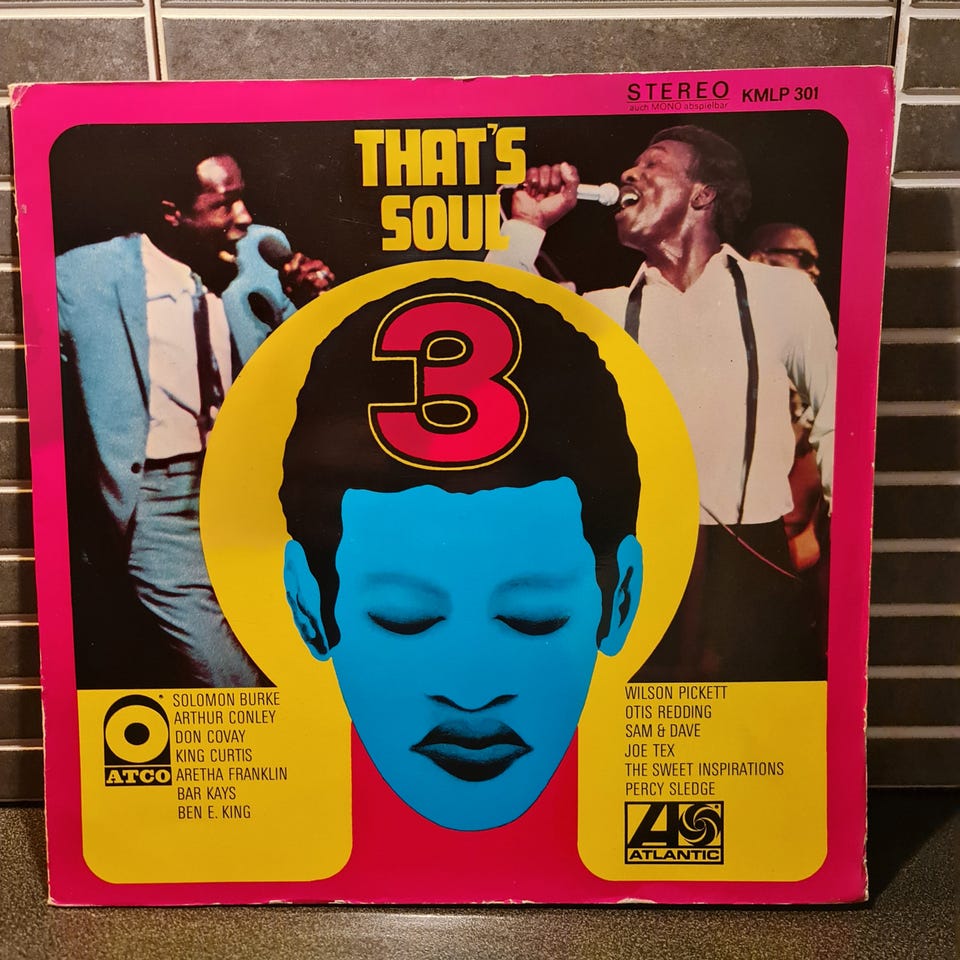 STEREO KMLP 301
auch MONO abspielbar
THAT'S
SOUL
3
SOLOMON BURKE
ARTHUR CONLEY
DON COVAY
KING CURTIS
ARETHA FRANKLIN
BAR KAYS
BEN E. KING
ATCO
WILSON PICKETT
OTIS REDDING
SAM & DAVE
JOE TEX
THE SWEET INSPIRATIONS
PERCY SLEDGE
ATLANTIC